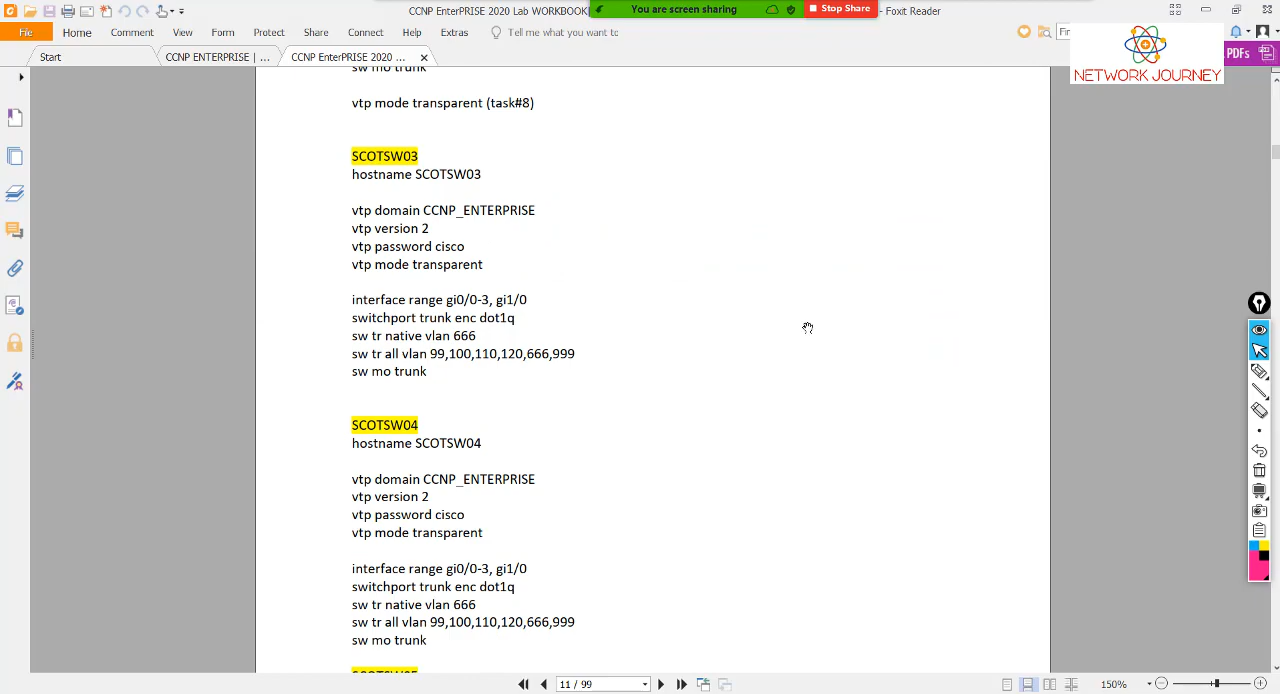 CCNP EnterPRISE 2020 Lab WORKBOOK
You are screen sharing
Stop Share
- Foxit Reader
File
Home
Comment
View
Form
Protect
Share
Connect
Help
Extras
Tell me what you want to
Start
CCNP ENTERPRISE | ...
CCNP EnterPRISE 2020 ...
PDFs
NETWORK JOURNEY
sw mo trunk
vtp mode transparent (task#8)
SCOTSW03
hostname SCOTSW03
vtp domain CCNP_ENTERPRISE
vtp version 2
vtp password cisco
vtp mode transparent
interface range gi0/0-3, gi1/0
switchport trunk enc dot1q
sw tr native vlan 666
sw tr all vlan 99,100,110,120,666,999
sw mo trunk
SCOTSW04
hostname SCOTSW04
vtp domain CCNP_ENTERPRISE
vtp version 2
vtp password cisco
vtp mode transparent
interface range gi0/0-3, gi1/0
switchport trunk enc dot1q
sw tr native vlan 666
sw tr all vlan 99,100,110,120,666,999
sw mo trunk
11 / 99
150%